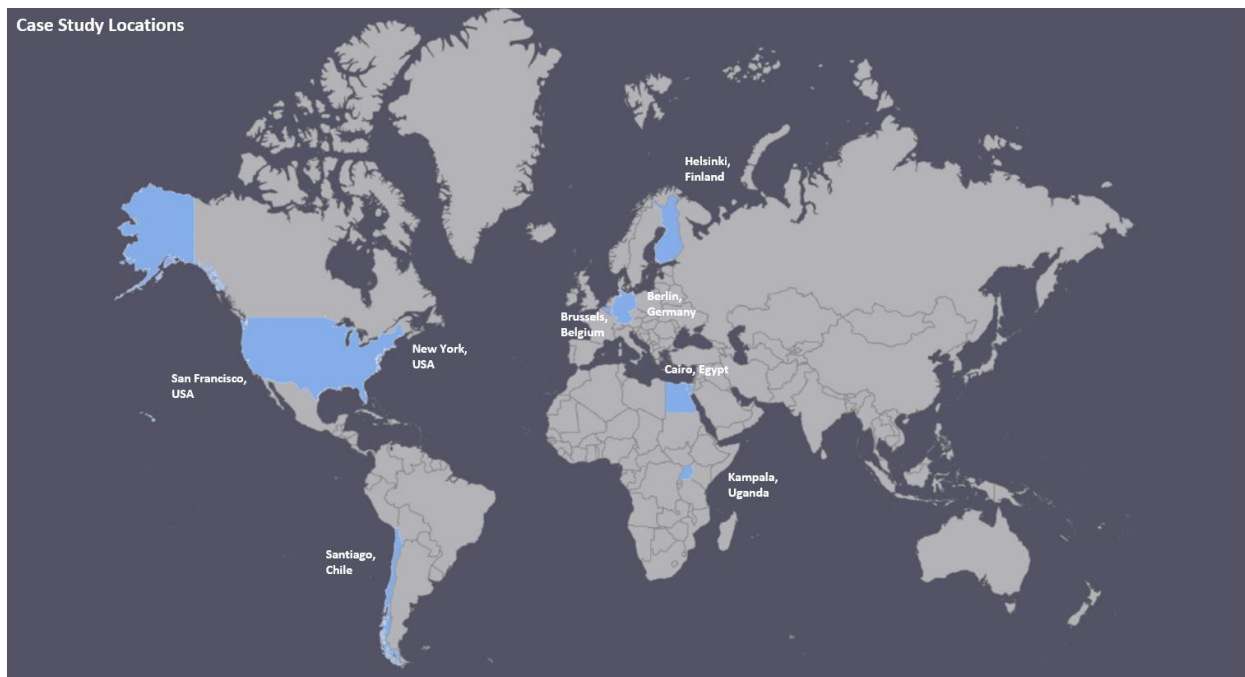 Case Study Locations
Helsinki,
Finland
Berlin,
Germany
Brussels,
Belgium
New York,
USA
San Francisco,
USA
Cairo, Egypt
Kampala,
Uganda
Santiago,
Chile